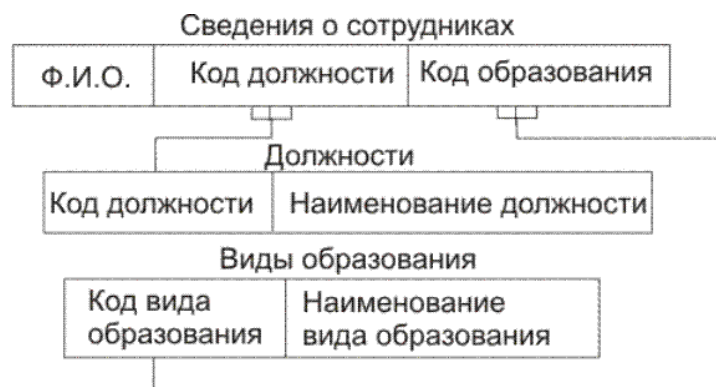 Сведения о сотрудниках
Ф.И.О. Код должности Код образования
Должности
Код должности Наименование должности
Виды образования
Код вида Наименование
образования вида образования